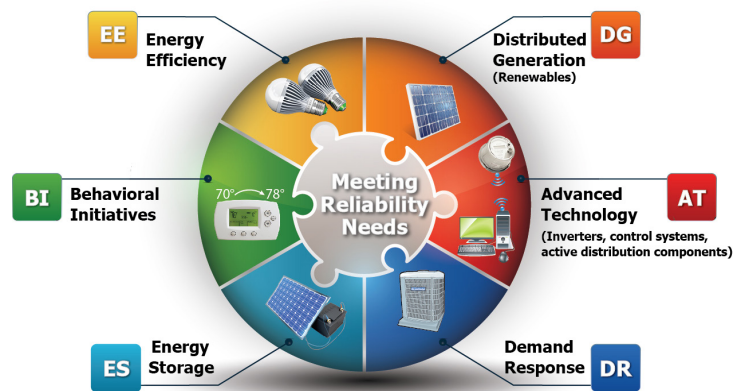 EE
Energy
Efficiency
Distributed
Generation
(Renewables)
DG
BI
Behavioral
Initiatives
70° 78°
Meeting
Reliability
Needs
Advanced
Technology
(Inverters, control systems,
active distribution components)
AT
ES
Energy
Storage
Demand
Response
DR